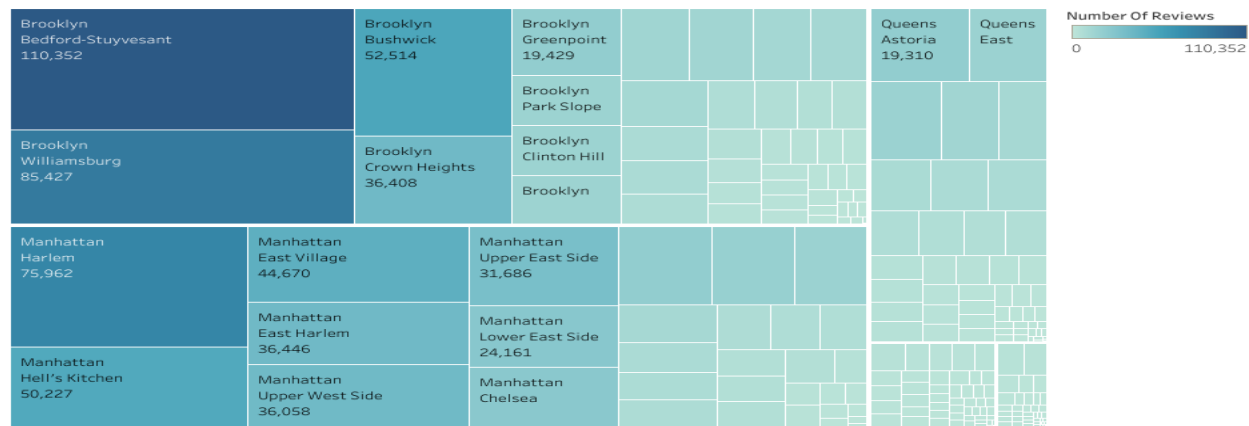 Brooklyn
Bedford-Stuyvesant
110,352
Brooklyn
Williamsburg
85,427
Brooklyn
Bushwick
52,514
Brooklyn
Crown Heights
36,408
Brooklyn
Greenpoint
19,429
Brooklyn
Park Slope
Brooklyn
Clinton Hill
Brooklyn
Manhattan
Harlem
75,962
Manhattan
Hell's Kitchen
50,227
Manhattan
East Village
44,670
Manhattan
East Harlem
36,446
Manhattan
Upper West Side
36,058
Manhattan
Upper East Side
31,686
Manhattan
Lower East Side
24,161
Manhattan
Chelsea
Queens
Astoria
19,310
Queens
East
Number Of Reviews
0 110,352